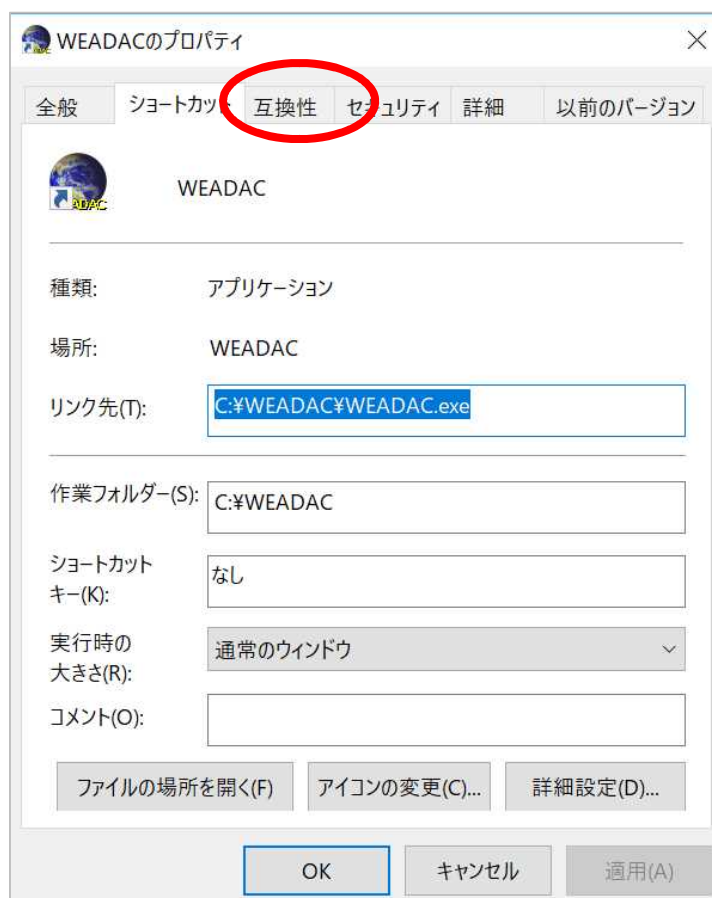 WEADACのプロパティ
全般 ショートカット 互換性 セキュリティ 詳細 以前のバージョン
WEADAC
種類: アプリケーション
場所: WEADAC
リンク先(T): C:¥WEADAC¥WEADAC.exe
作業フォルダー(S): C:¥WEADAC
ショートカット
キー(K): なし
実行時の
大きさ(R): 通常のウィンドウ
コメント(O):
ファイルの場所を開く(F) アイコンの変更(C)... 詳細設定(D)...
OK キャンセル 適用(A)